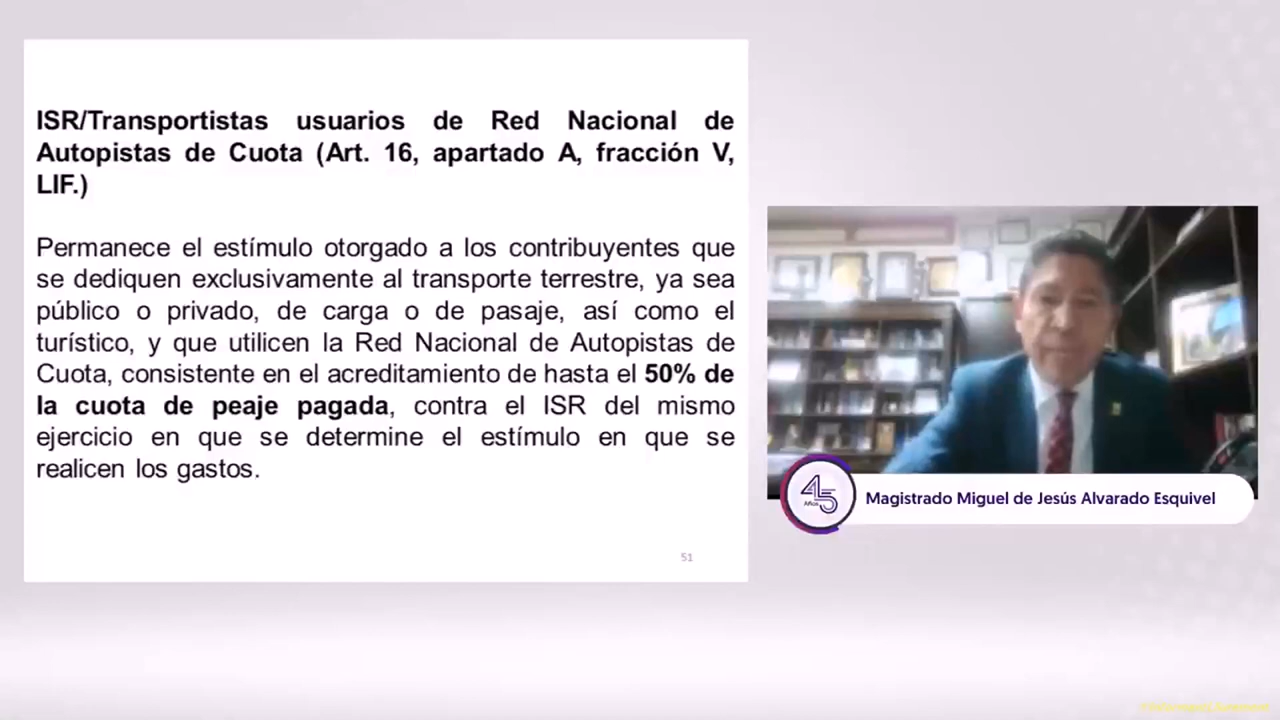 ISR/Transportistas usuarios de Red Nacional de
Autopistas de Cuota (Art. 16, apartado A, fracción V,
LIF.)
Permanece el estímulo otorgado a los contribuyentes que
se dediquen exclusivamente al transporte terrestre, ya sea
público o privado, de carga o de pasaje, así como el
turístico, y que utilicen la Red Nacional de Autopistas de
Cuota, consistente en el acreditamiento de hasta el 50% de
la cuota de peaje pagada, contra el ISR del mismo
ejercicio en que se determine el estímulo en que se
realicen los gastos.
51
45
Años
Magistrado Miguel de Jesús Alvarado Esquivel